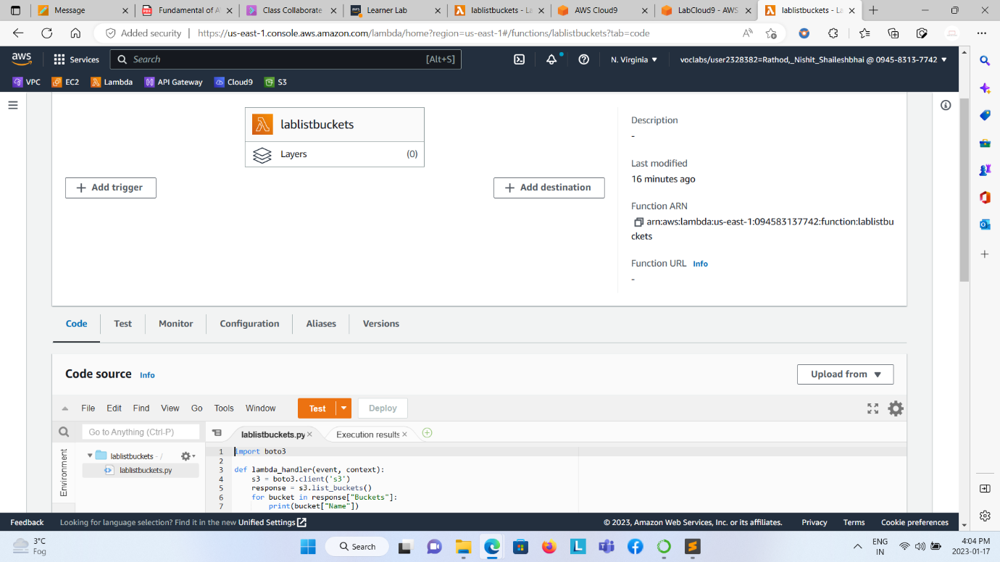 Message
Fundamental of A
Class Collaborate
Learner Lab
lablistbuckets - La
AWS Cloud9
LabCloud9 - AWS
lablistbuckets - La
Added security
https://us-east-1.console.aws.amazon.com/lambda/home?region=us-east-1#/functions/lablistbuckets?tab=code
aws
Services
Search
[Alt+S]
N. Virginia ▼
voclabs/user2328382=Rathod,_Nishit_Shaileshbhai @ 0945-8313-7742 ▼
VPC
EC2
Lambda
API Gateway
Cloud9
S3
lablistbuckets
Layers
(0)
+ Add trigger
+ Add destination
Description
-
Last modified
16 minutes ago
Function ARN
arn:aws:lambda:us-east-1:094583137742:function:lablistbu
ckets
Function URL Info
-
Code
Test
Monitor
Configuration
Aliases
Versions
Code source Info
Upload from ▼
File Edit Find View Go Tools Window
Test
Deploy
Go to Anything (Ctrl-P)
lablistbuckets.py
Execution results
Environment
lablistbuckets - /
lablistbuckets.py
1 import boto3
2
3 def lambda_handler(event, context):
4 s3 = boto3.client('s3')
5 response = s3.list_buckets()
6 for bucket in response["Buckets"]:
7 print(bucket["Name"])
Feedback
Looking for language selection? Find it in the new Unified Settings
© 2023, Amazon Web Services, Inc. or its affiliates.
Privacy
Terms
Cookie preferences
3°C
Fog
Search
ENG
IN
4:04 PM
2023-01-17